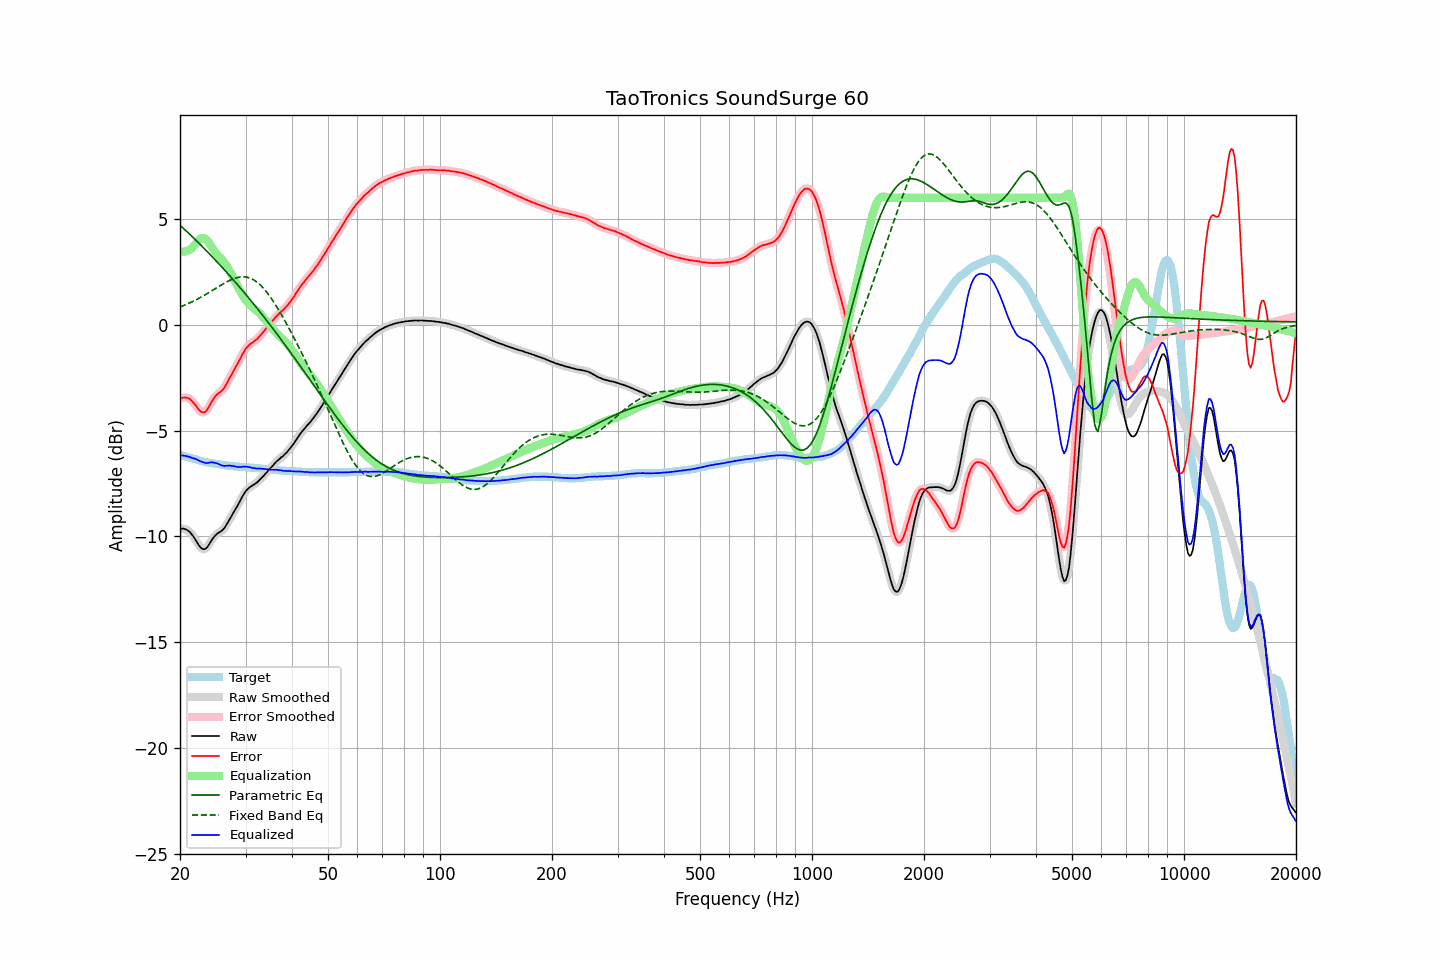 TaoTronics SoundSurge 60
Amplitude (dBr)
5
0
−5
−10
−15
−20
−25
Target
Raw Smoothed
Error Smoothed
Raw
Error
Equalization
Parametric Eq
Fixed Band Eq
Equalized
20 50 100 200 500 1000 2000 5000 10000 20000
Frequency (Hz)